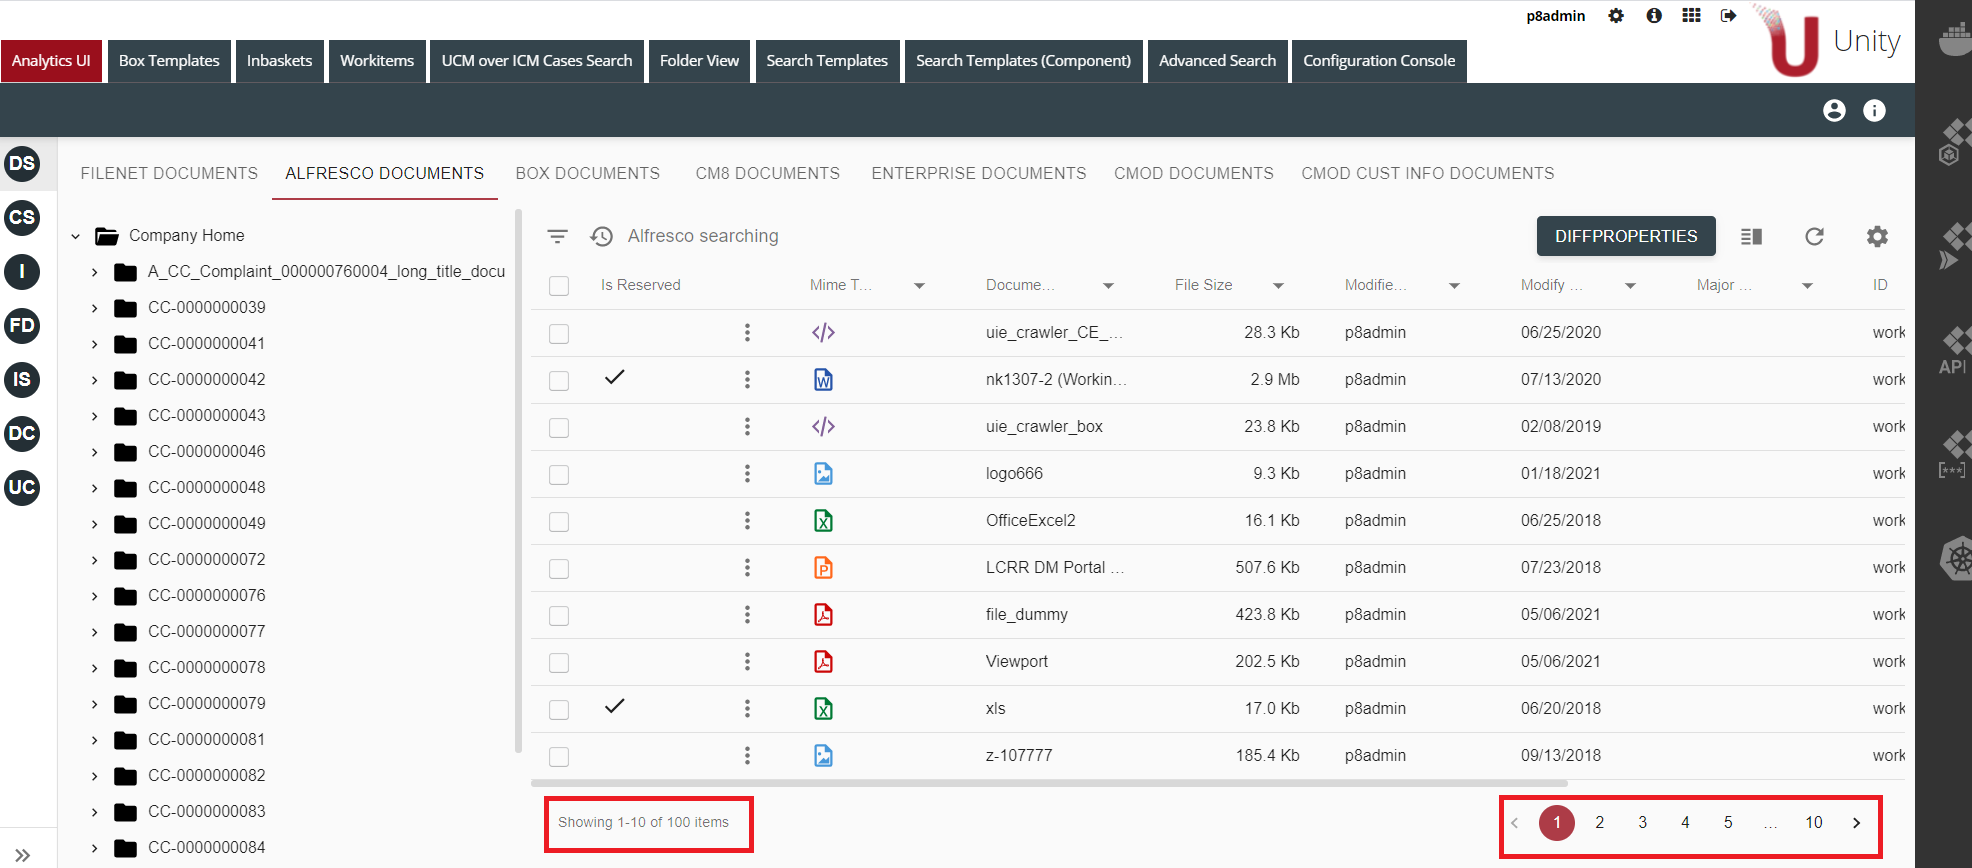 p8admin
Unity
Analytics UI
Box Templates
Inbaskets
Workitems
UCM over ICM Cases Search
Folder View
Search Templates
Search Templates (Component)
Advanced Search
Configuration Console
DS
CS
I
FD
IS
DC
UC
FILENET DOCUMENTS
ALFRESCO DOCUMENTS
BOX DOCUMENTS
CM8 DOCUMENTS
ENTERPRISE DOCUMENTS
CMOD DOCUMENTS
CMOD CUST INFO DOCUMENTS
Company Home
A_CC_Complaint_000000760004_long_title_docu
CC-0000000039
CC-0000000041
CC-0000000042
CC-0000000043
CC-0000000046
CC-0000000048
CC-0000000049
CC-0000000072
CC-0000000076
CC-0000000077
CC-0000000078
CC-0000000079
CC-0000000081
CC-0000000082
CC-0000000083
CC-0000000084
Alfresco searching
DIFFPROPERTIES
Is Reserved Mime T... Docume... File Size Modifie... Modify ... Major ... ID
uie_crawler_CE_... 28.3 Kb p8admin 06/25/2020 work
nk1307-2 (Workin... 2.9 Mb p8admin 07/13/2020 work
uie_crawler_box 23.8 Kb p8admin 02/08/2019 work
logo666 9.3 Kb p8admin 01/18/2021 work
OfficeExcel2 16.1 Kb p8admin 06/25/2018 work
LCRR DM Portal ... 507.6 Kb p8admin 07/23/2018 work
file_dummy 423.8 Kb p8admin 05/06/2021 work
Viewport 202.5 Kb p8admin 05/06/2021 work
xls 17.0 Kb p8admin 06/20/2018 work
z-107777 185.4 Kb p8admin 09/13/2018 work
Showing 1-10 of 100 items
1 2 3 4 5 ... 10
API
[***]